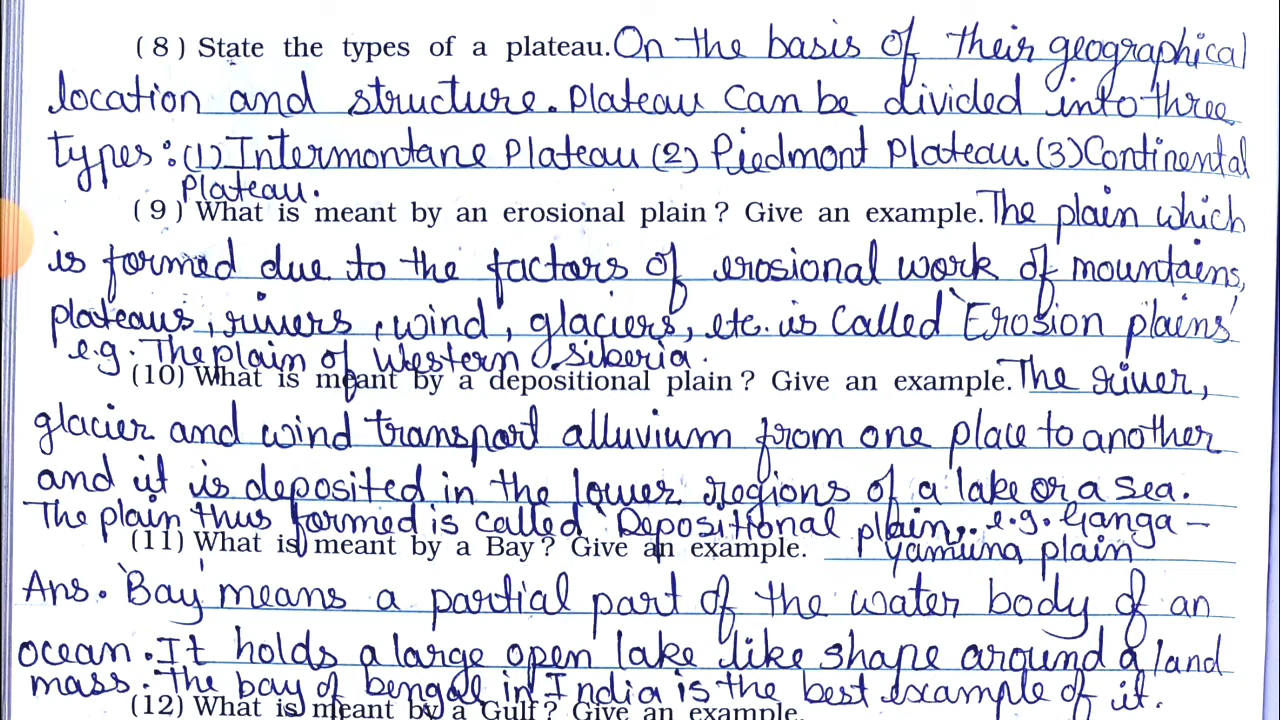 (8) State the types of a plateau. On the basis of their geographical
location and structure. Plateau can be divided into three
types: (1) Intermontane Plateau (2) Piedmont Plateau (3) Continental
Plateau.
(9) What is meant by an erosional plain? Give an example. The plain which
is formed due to the factors of erosional work of mountains,
plateaus, rivers, wind, glaciers, etc. is called 'Erosion plains'
e.g. The plain of Western Siberia.
(10) What is meant by a depositional plain? Give an example. The river,
glacier and wind transport alluvium from one place to another
and it is deposited in the lower regions of a lake or a sea.
The plain thus formed is called 'Depositional plain,. e.g. Ganga -
yamuna plain
(11) What is meant by a Bay? Give an example.
Ans. 'Bay' means a partial part of the water body of an
ocean. It holds a large open lake like shape around a land
mass. The bay of bengal in India is the best example of it.
(12) What is meant by a Gulf? Give an example.